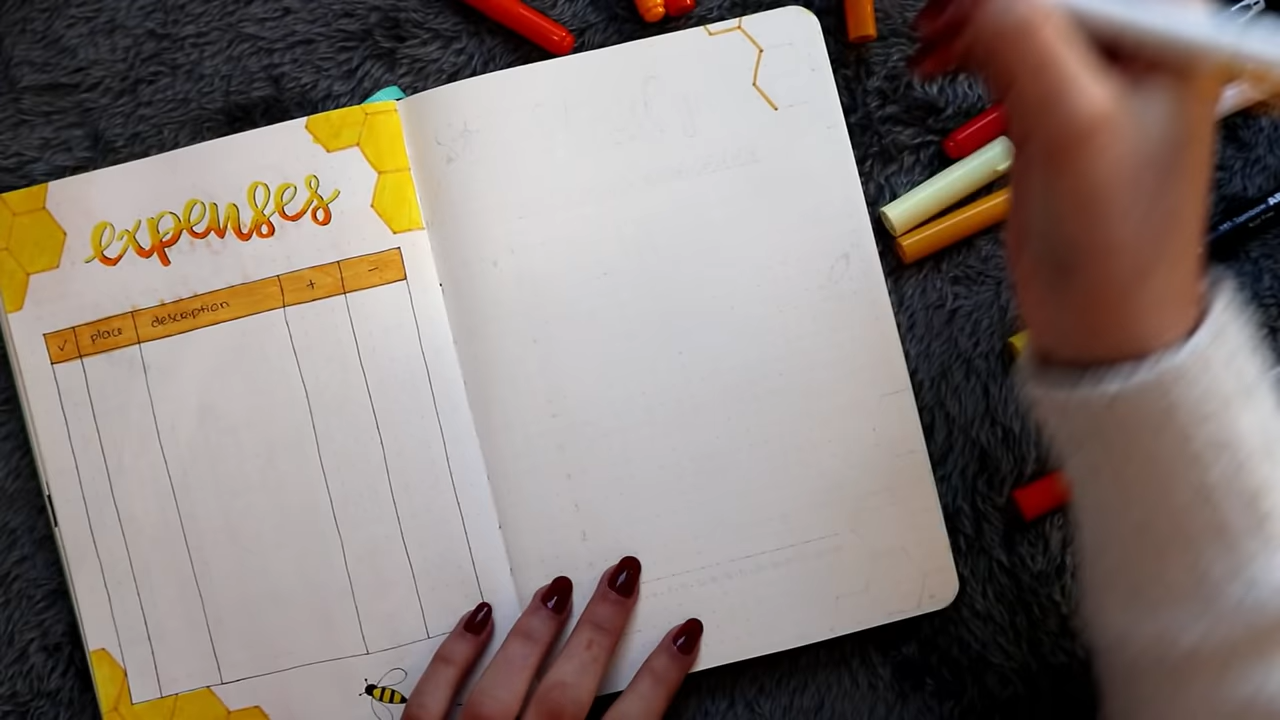 expenses
✓ place description + -